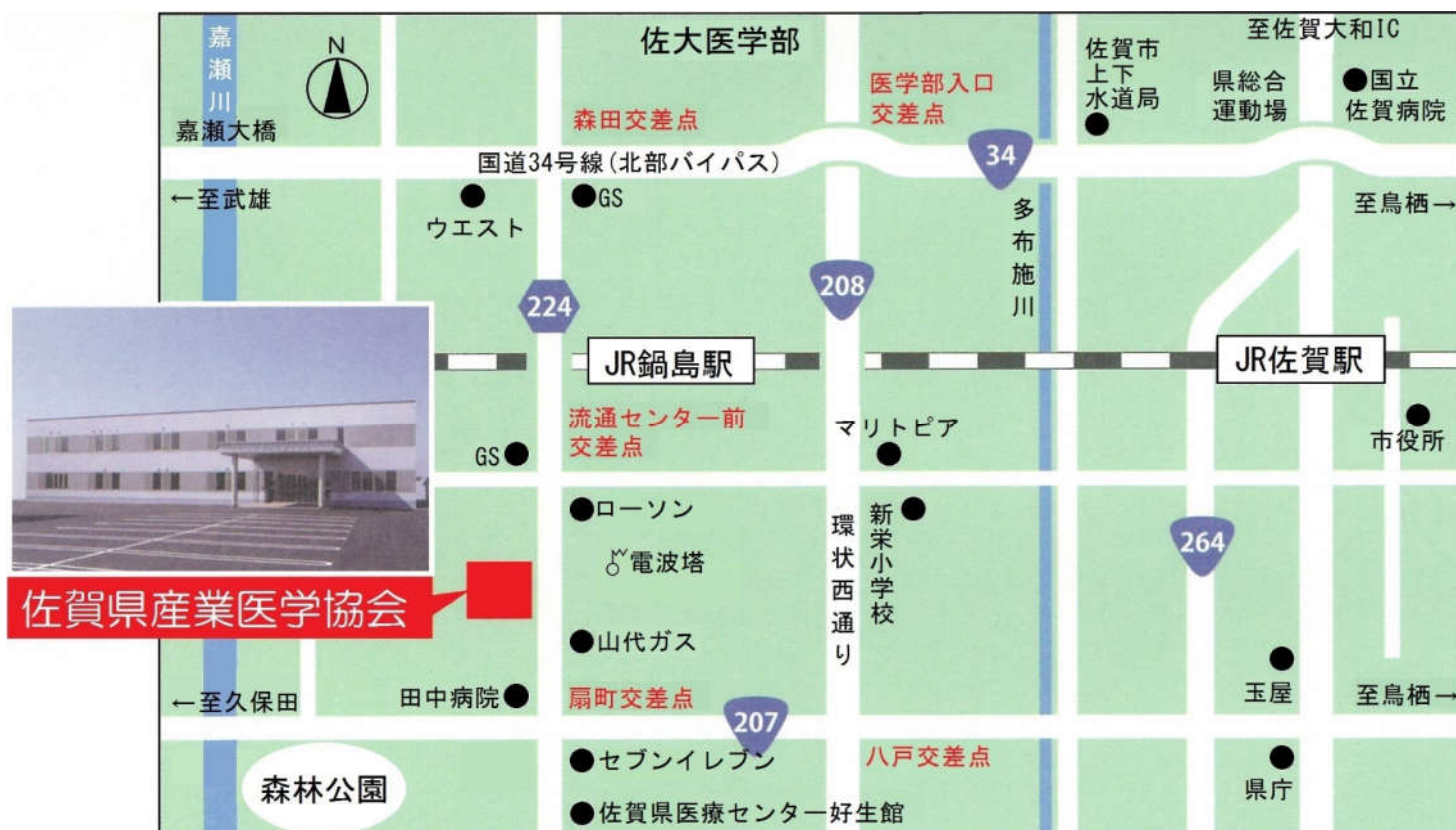 嘉瀬川
N
佐大医学部
至佐賀大和IC
佐賀市
上下
水道局
県総合
運動場
国立
佐賀病院
医学部入口
交差点
森田交差点
嘉瀬大橋
国道34号線(北部バイパス)
34
←至武雄
ウエスト
GS
多布施川
至鳥栖→
224
208
JR鍋島駅
JR佐賀駅
流通センター前
交差点
GS
マリトピア
市役所
ローソン
電波塔
環状西通り
新栄小学校
264
佐賀県産業医学協会
山代ガス
←至久保田
田中病院
扇町交差点
207
玉屋
至鳥栖→
森林公園
セブンイレブン
八戸交差点
県庁
佐賀県医療センター好生館